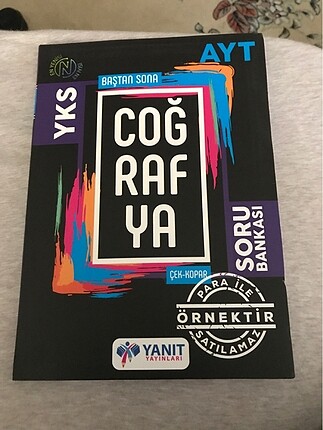 AYT
YKS
BAŞTAN SONA
COĞ
RAF
YA
SORU
BANKASI
ÇEK-KOPAR
PARA İLE
ÖRNEKTİR
SATILAMAZ
YANIT
YAYINLARI